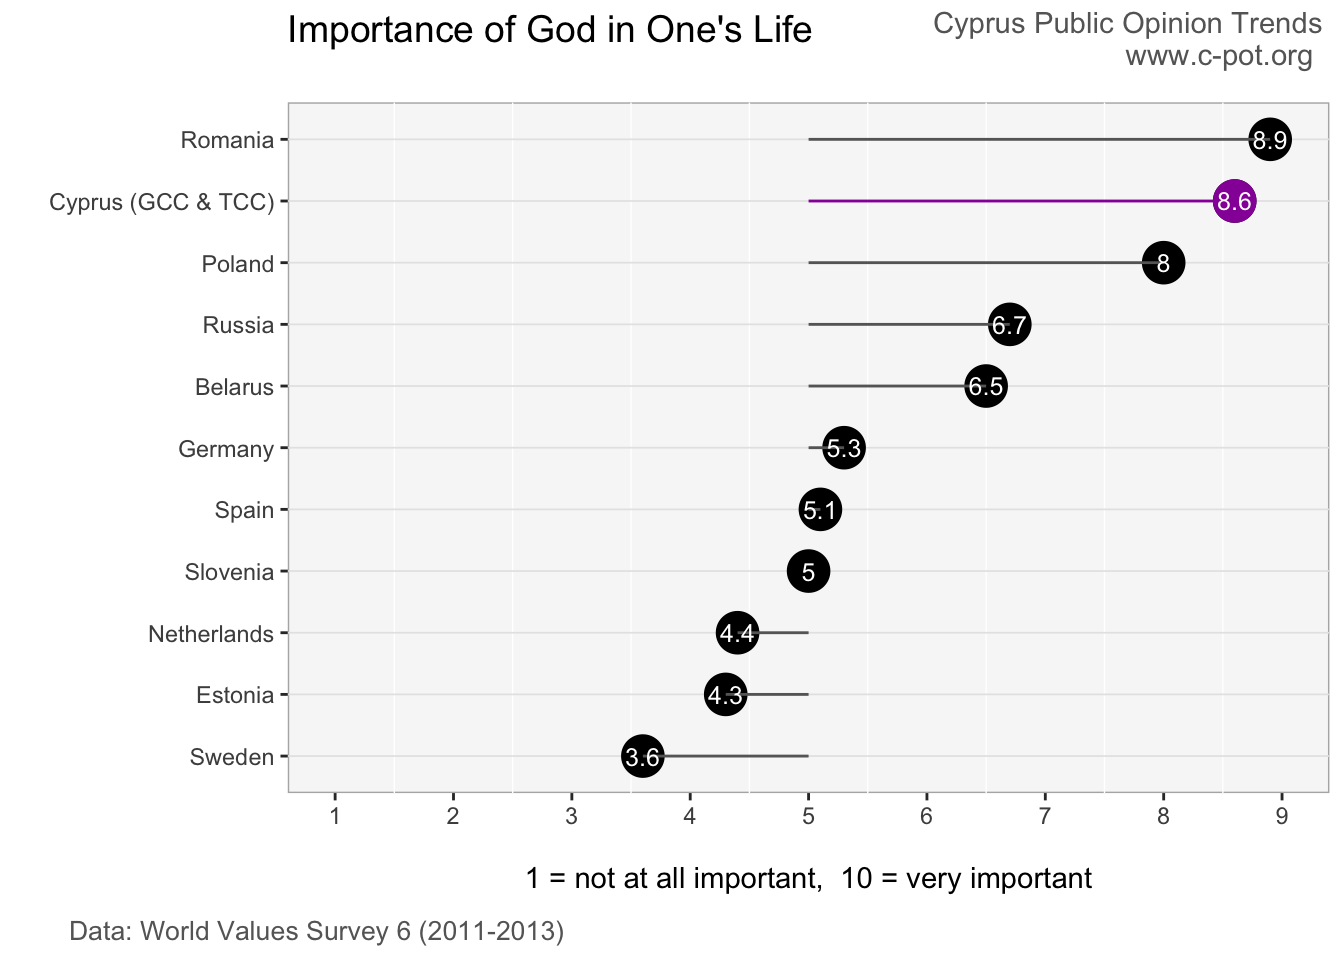 Importance of God in One's Life
Cyprus Public Opinion Trends
www.c-pot.org
Romania 8.9
Cyprus (GCC & TCC) 8.6
Poland 8
Russia 6.7
Belarus 6.5
Germany 5.3
Spain 5.1
Slovenia 5
Netherlands 4.4
Estonia 4.3
Sweden 3.6
1 2 3 4 5 6 7 8 9
1 = not at all important,  10 = very important
Data: World Values Survey 6 (2011-2013)